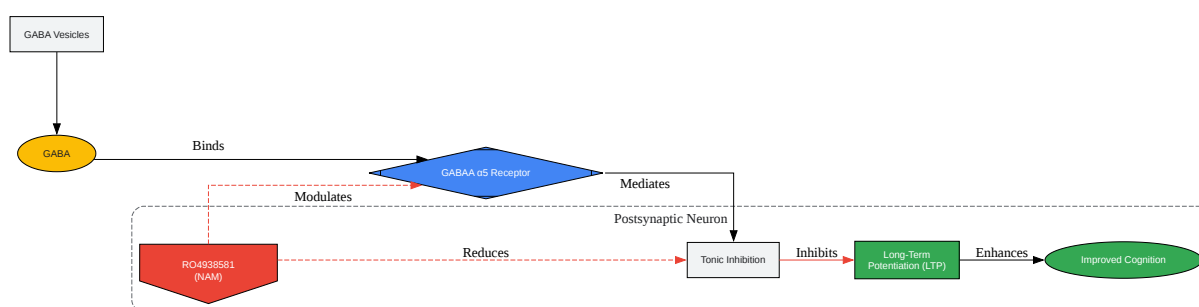 GABA Vesicles
GABA
Binds
GABAA α5 Receptor
Mediates
Modulates
Postsynaptic Neuron
RO4938581
(NAM)
Reduces
Tonic Inhibition
Inhibits
Long-Term
Potentiation (LTP)
Enhances
Improved Cognition